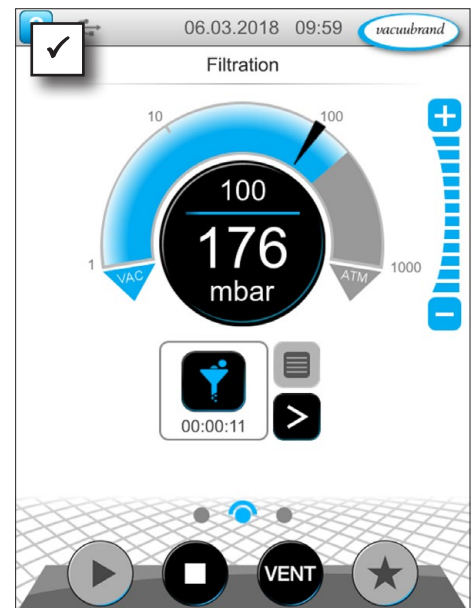 06.03.2018 09:59 vacuubrand
Filtration
10
100
1
1000
VAC
ATM
100
176
mbar
00:00:11
VENT